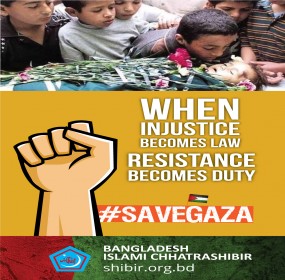 WHEN
INJUSTICE
BECOMES LAW
RESISTANCE
BECOMES DUTY
#SAVEGAZA
BANGLADESH
ISLAMI CHHATRASHIBIR
shibir.org.bd